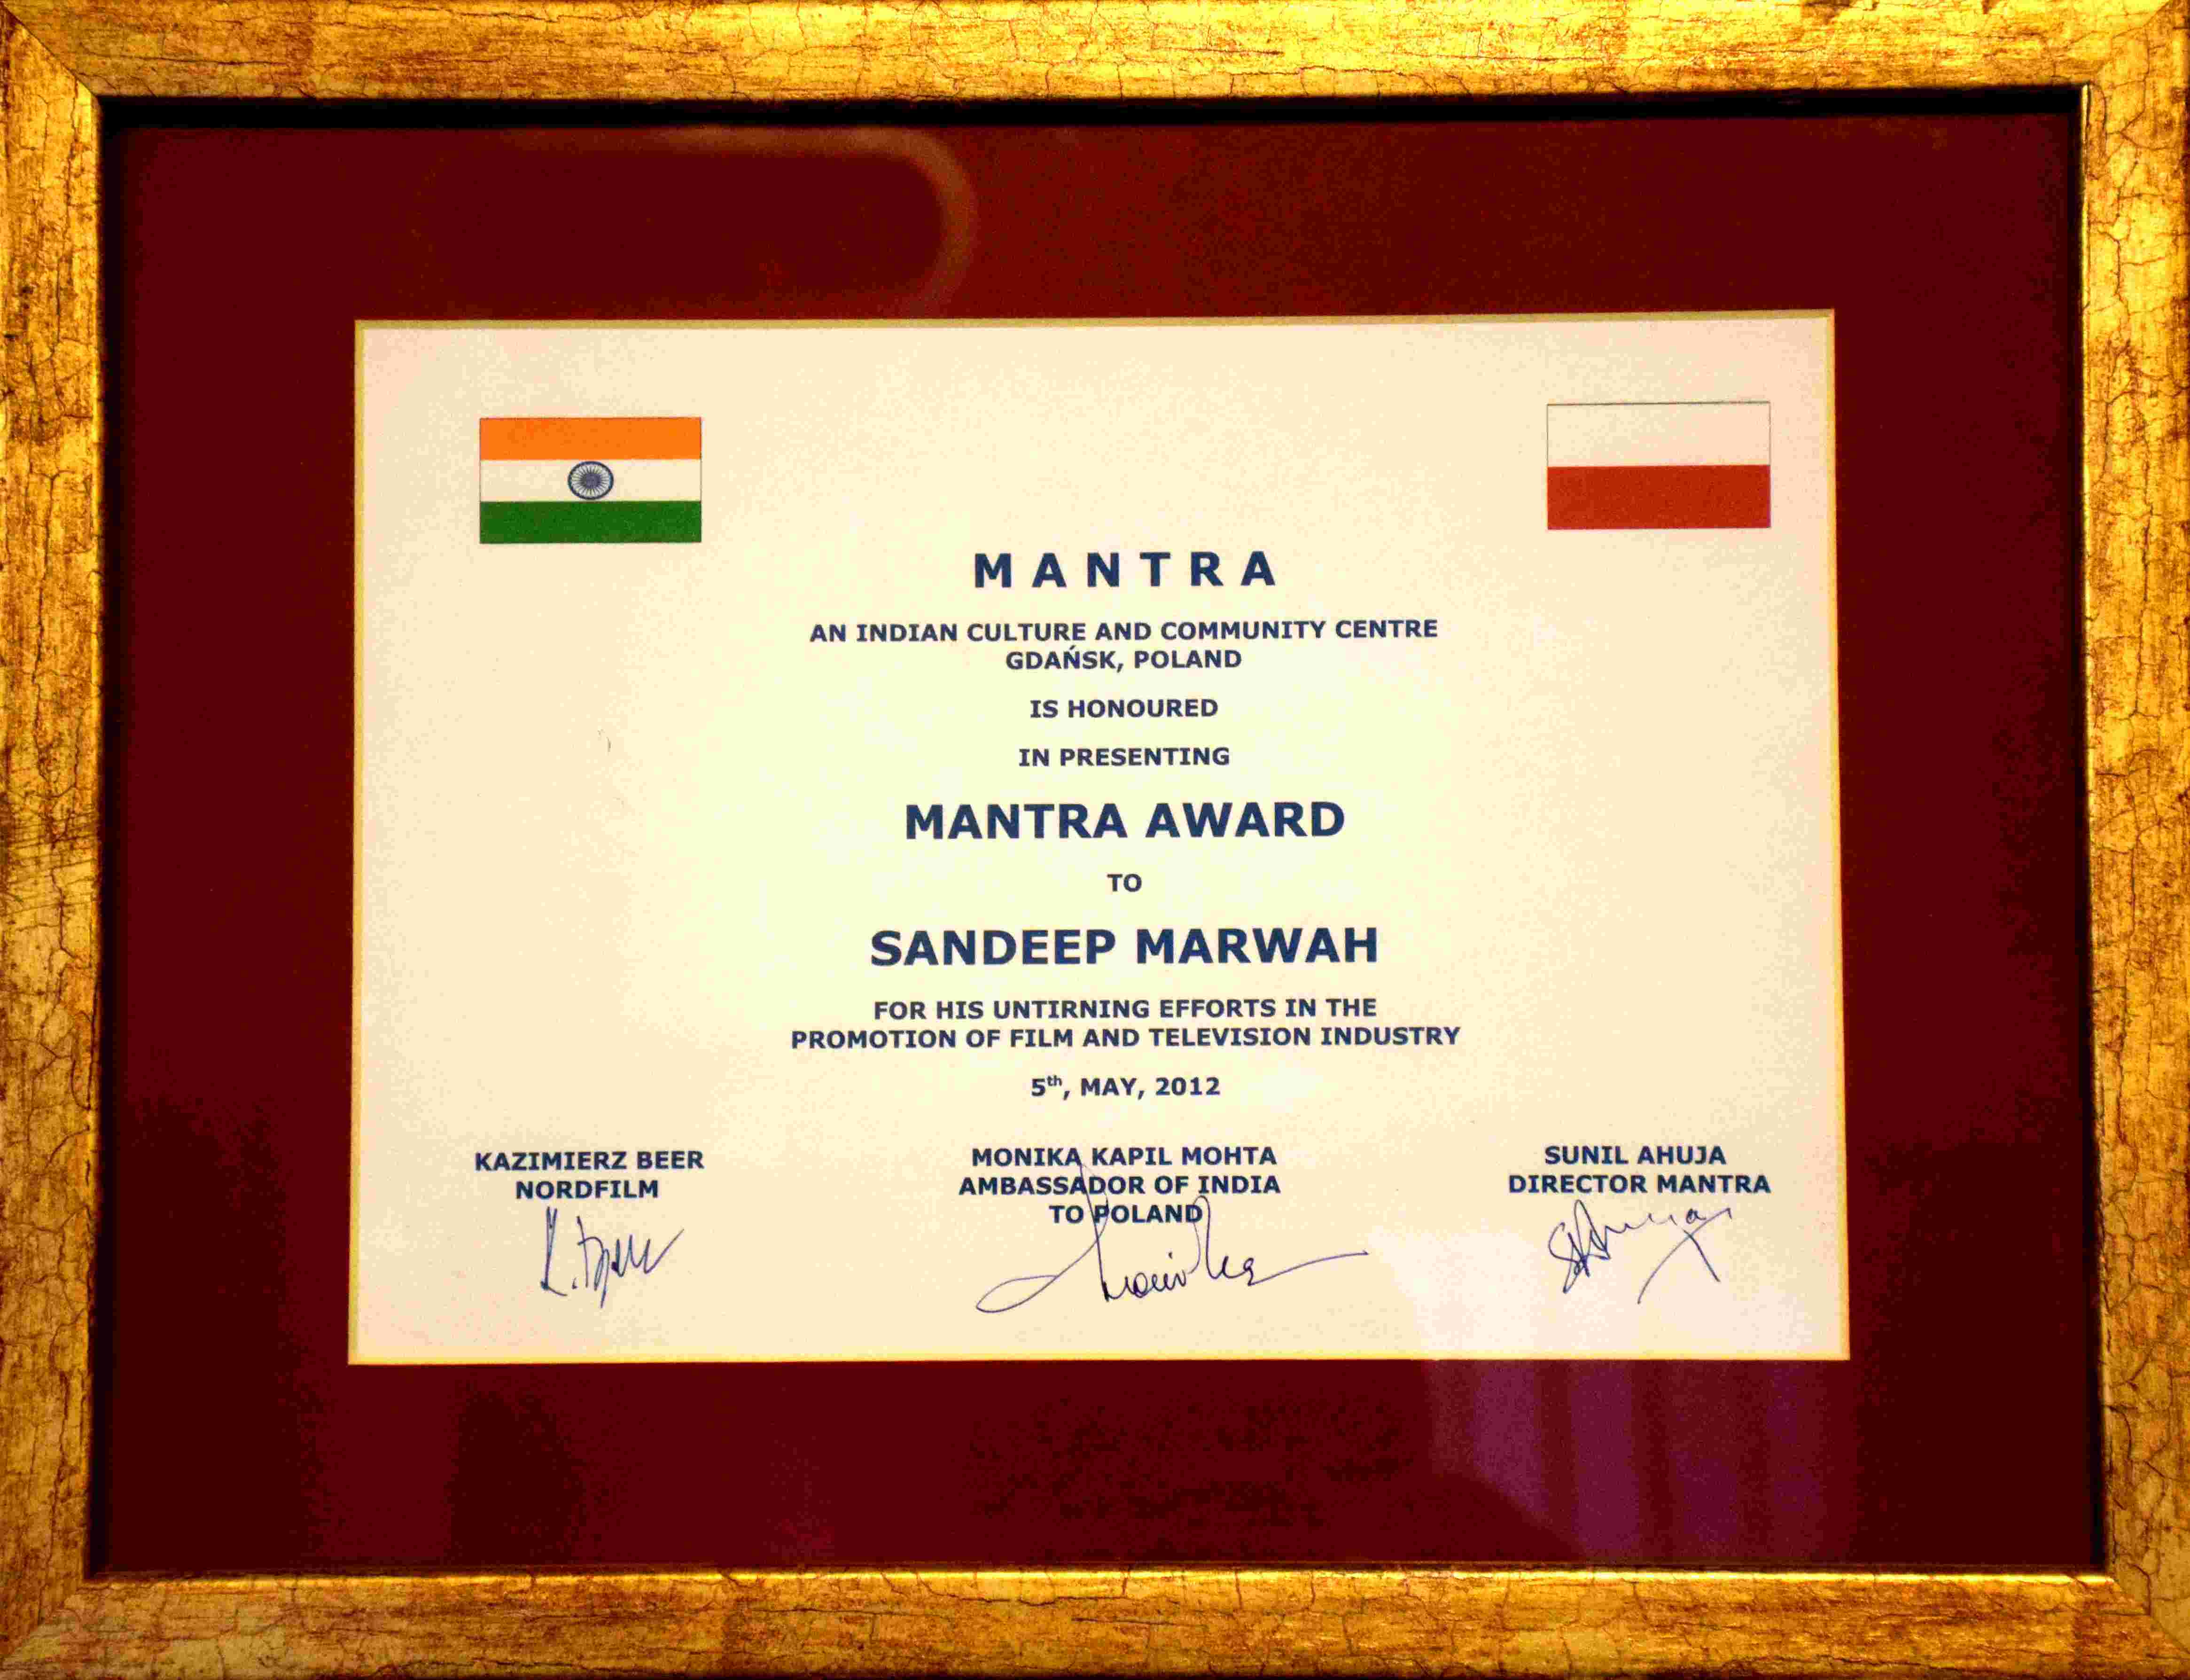 M A N T R A
AN INDIAN CULTURE AND COMMUNITY CENTRE
GDAŃSK, POLAND
IS HONOURED
IN PRESENTING
MANTRA AWARD
TO
SANDEEP MARWAH
FOR HIS UNTIRNING EFFORTS IN THE
PROMOTION OF FILM AND TELEVISION INDUSTRY
5th, MAY, 2012
KAZIMIERZ BEER
NORDFILM
MONIKA KAPIL MOHTA
AMBASSADOR OF INDIA
TO POLAND
SUNIL AHUJA
DIRECTOR MANTRA